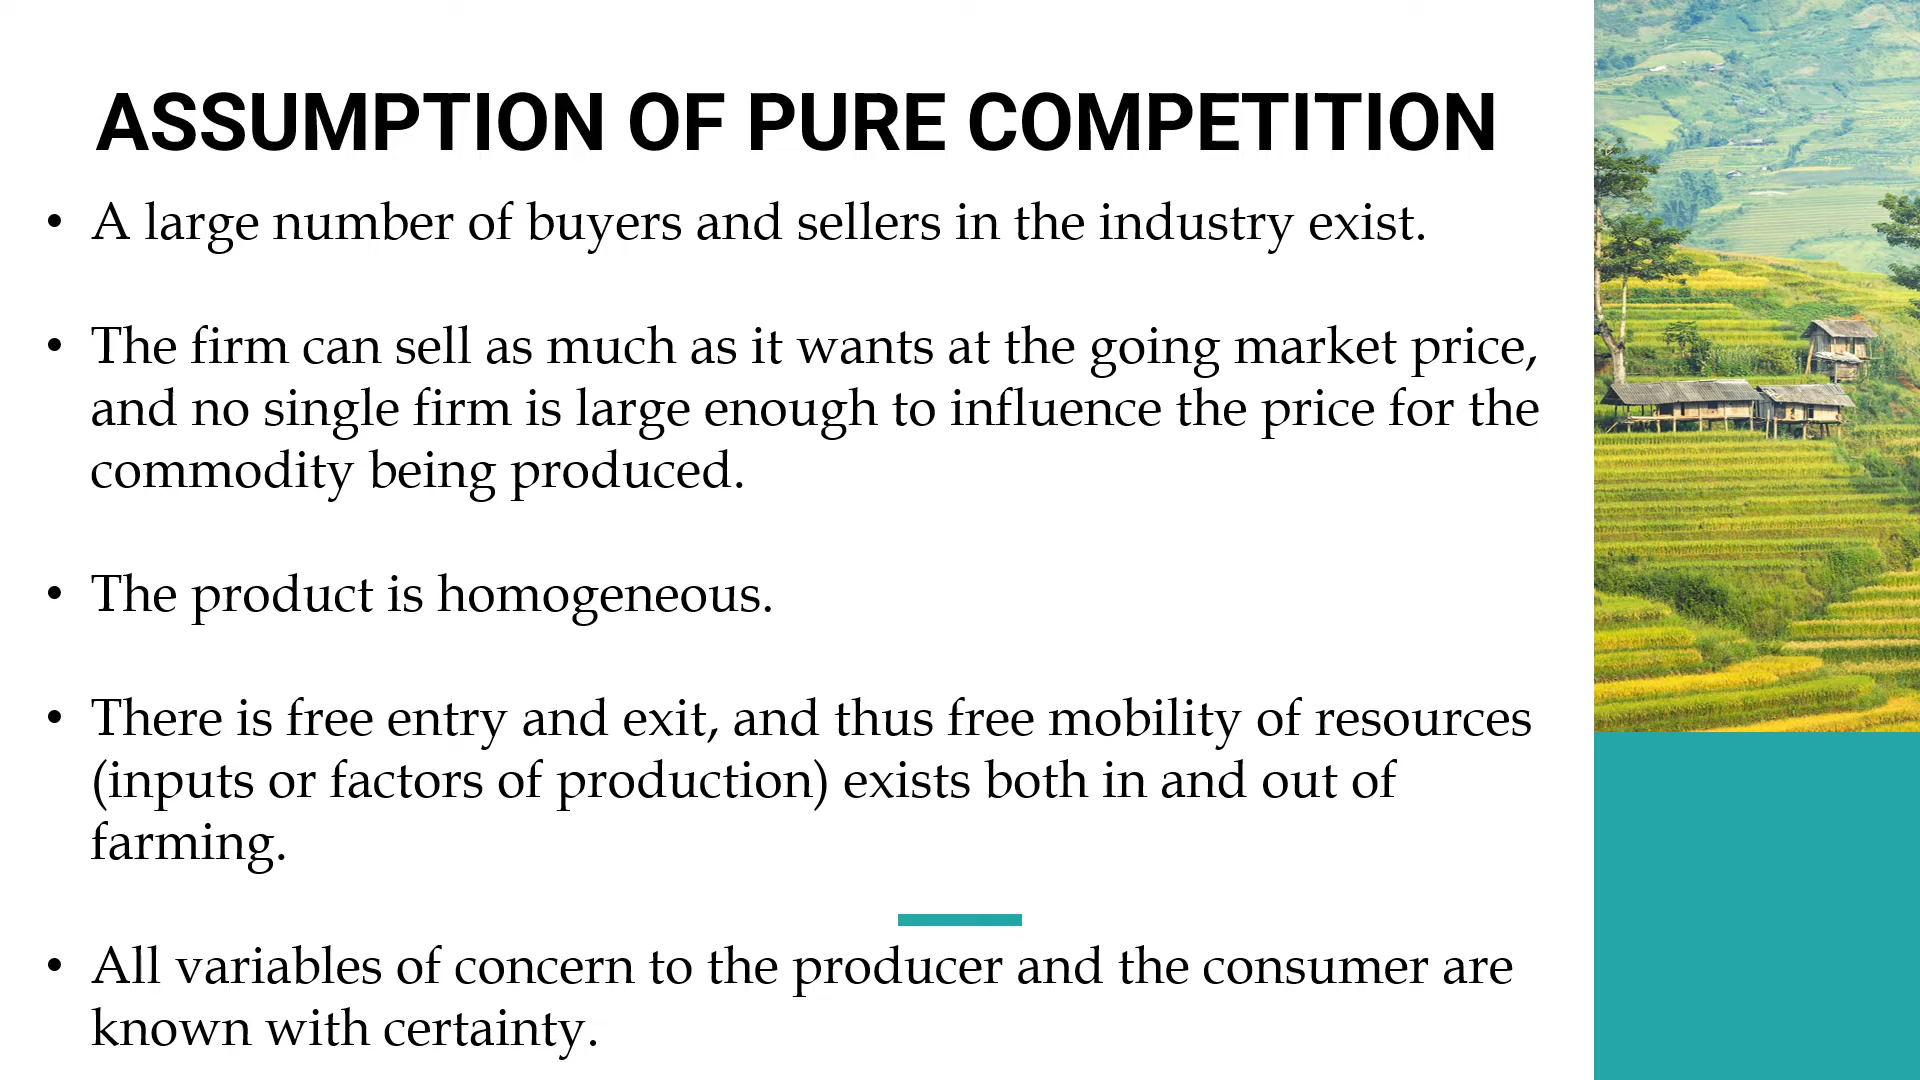 ASSUMPTION OF PURE COMPETITION
• A large number of buyers and sellers in the industry exist.
• The firm can sell as much as it wants at the going market price,
and no single firm is large enough to influence the price for the
commodity being produced.
• The product is homogeneous.
• There is free entry and exit, and thus free mobility of resources
(inputs or factors of production) exists both in and out of
farming.
• All variables of concern to the producer and the consumer are
known with certainty.